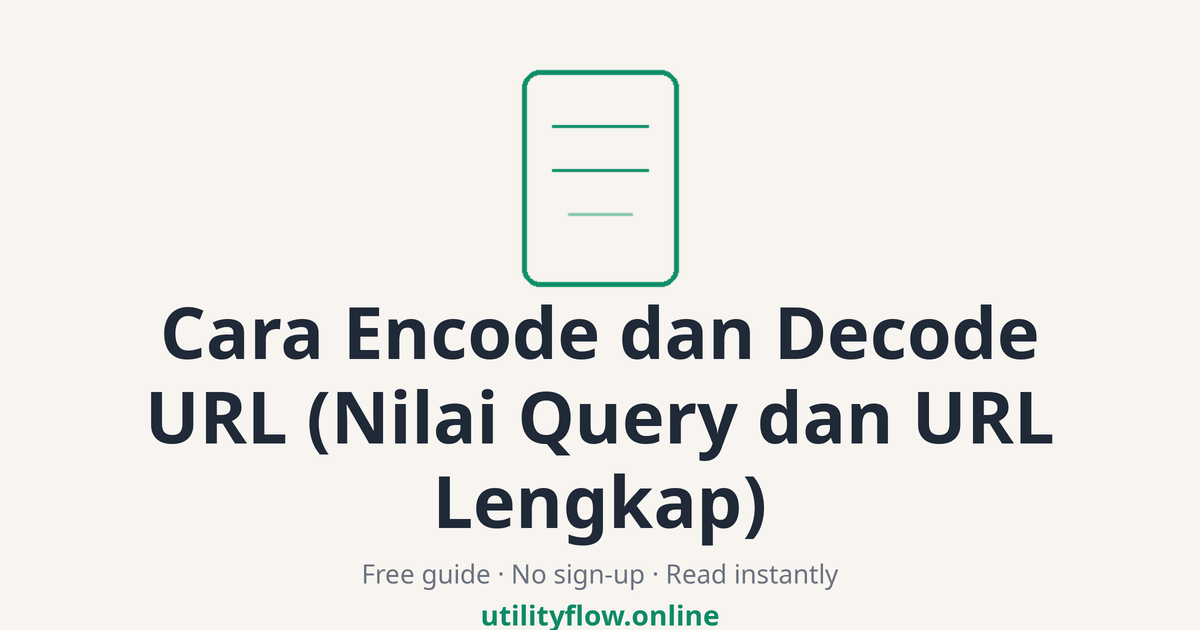 Cara Encode dan Decode
URL (Nilai Query dan URL
Lengkap)
Free guide · No sign-up · Read instantly
utilityflow.online